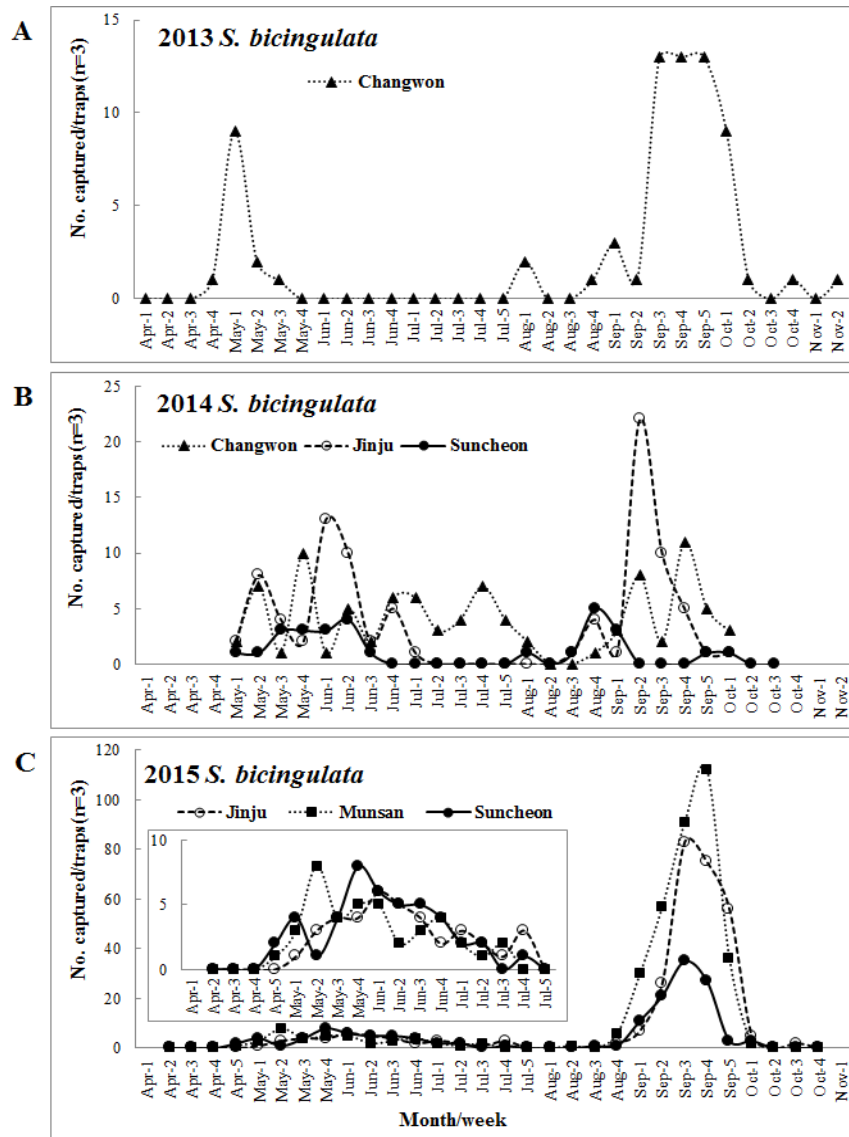 A
2013 S. bicingulata
Changwon
No. captured/traps(n=3)
15
10
5
0
Apr-1 Apr-2 Apr-3 Apr-4 May-1 May-2 May-3 May-4 Jun-1 Jun-2 Jun-3 Jun-4 Jul-1 Jul-2 Jul-3 Jul-4 Jul-5 Aug-1 Aug-2 Aug-3 Aug-4 Sep-1 Sep-2 Sep-3 Sep-4 Sep-5 Oct-1 Oct-2 Oct-3 Oct-4 Nov-1 Nov-2
B
2014 S. bicingulata
Changwon Jinju Suncheon
No. captured/traps(n=3)
25
20
15
10
5
0
Apr-1 Apr-2 Apr-3 Apr-4 May-1 May-2 May-3 May-4 Jun-1 Jun-2 Jun-3 Jun-4 Jul-1 Jul-2 Jul-3 Jul-4 Jul-5 Aug-1 Aug-2 Aug-3 Aug-4 Sep-1 Sep-2 Sep-3 Sep-4 Sep-5 Oct-1 Oct-2 Oct-3 Oct-4 Nov-1 Nov-2
C
2015 S. bicingulata
Jinju Munsan Suncheon
No. captured/traps(n=3)
120
100
80
60
40
20
0
10
5
0
Apr-1 Apr-2 Apr-3 Apr-4 Apr-5 May-1 May-2 May-3 May-4 Jun-1 Jun-2 Jun-3 Jun-4 Jul-1 Jul-2 Jul-3 Jul-4 Jul-5
Apr-1 Apr-2 Apr-3 Apr-4 Apr-5 May-1 May-2 May-3 May-4 Jun-1 Jun-2 Jun-3 Jun-4 Jul-1 Jul-2 Jul-3 Jul-4 Jul-5 Aug-1 Aug-2 Aug-3 Aug-4 Sep-1 Sep-2 Sep-3 Sep-4 Sep-5 Oct-1 Oct-2 Oct-3 Oct-4 Nov-1
Month/week